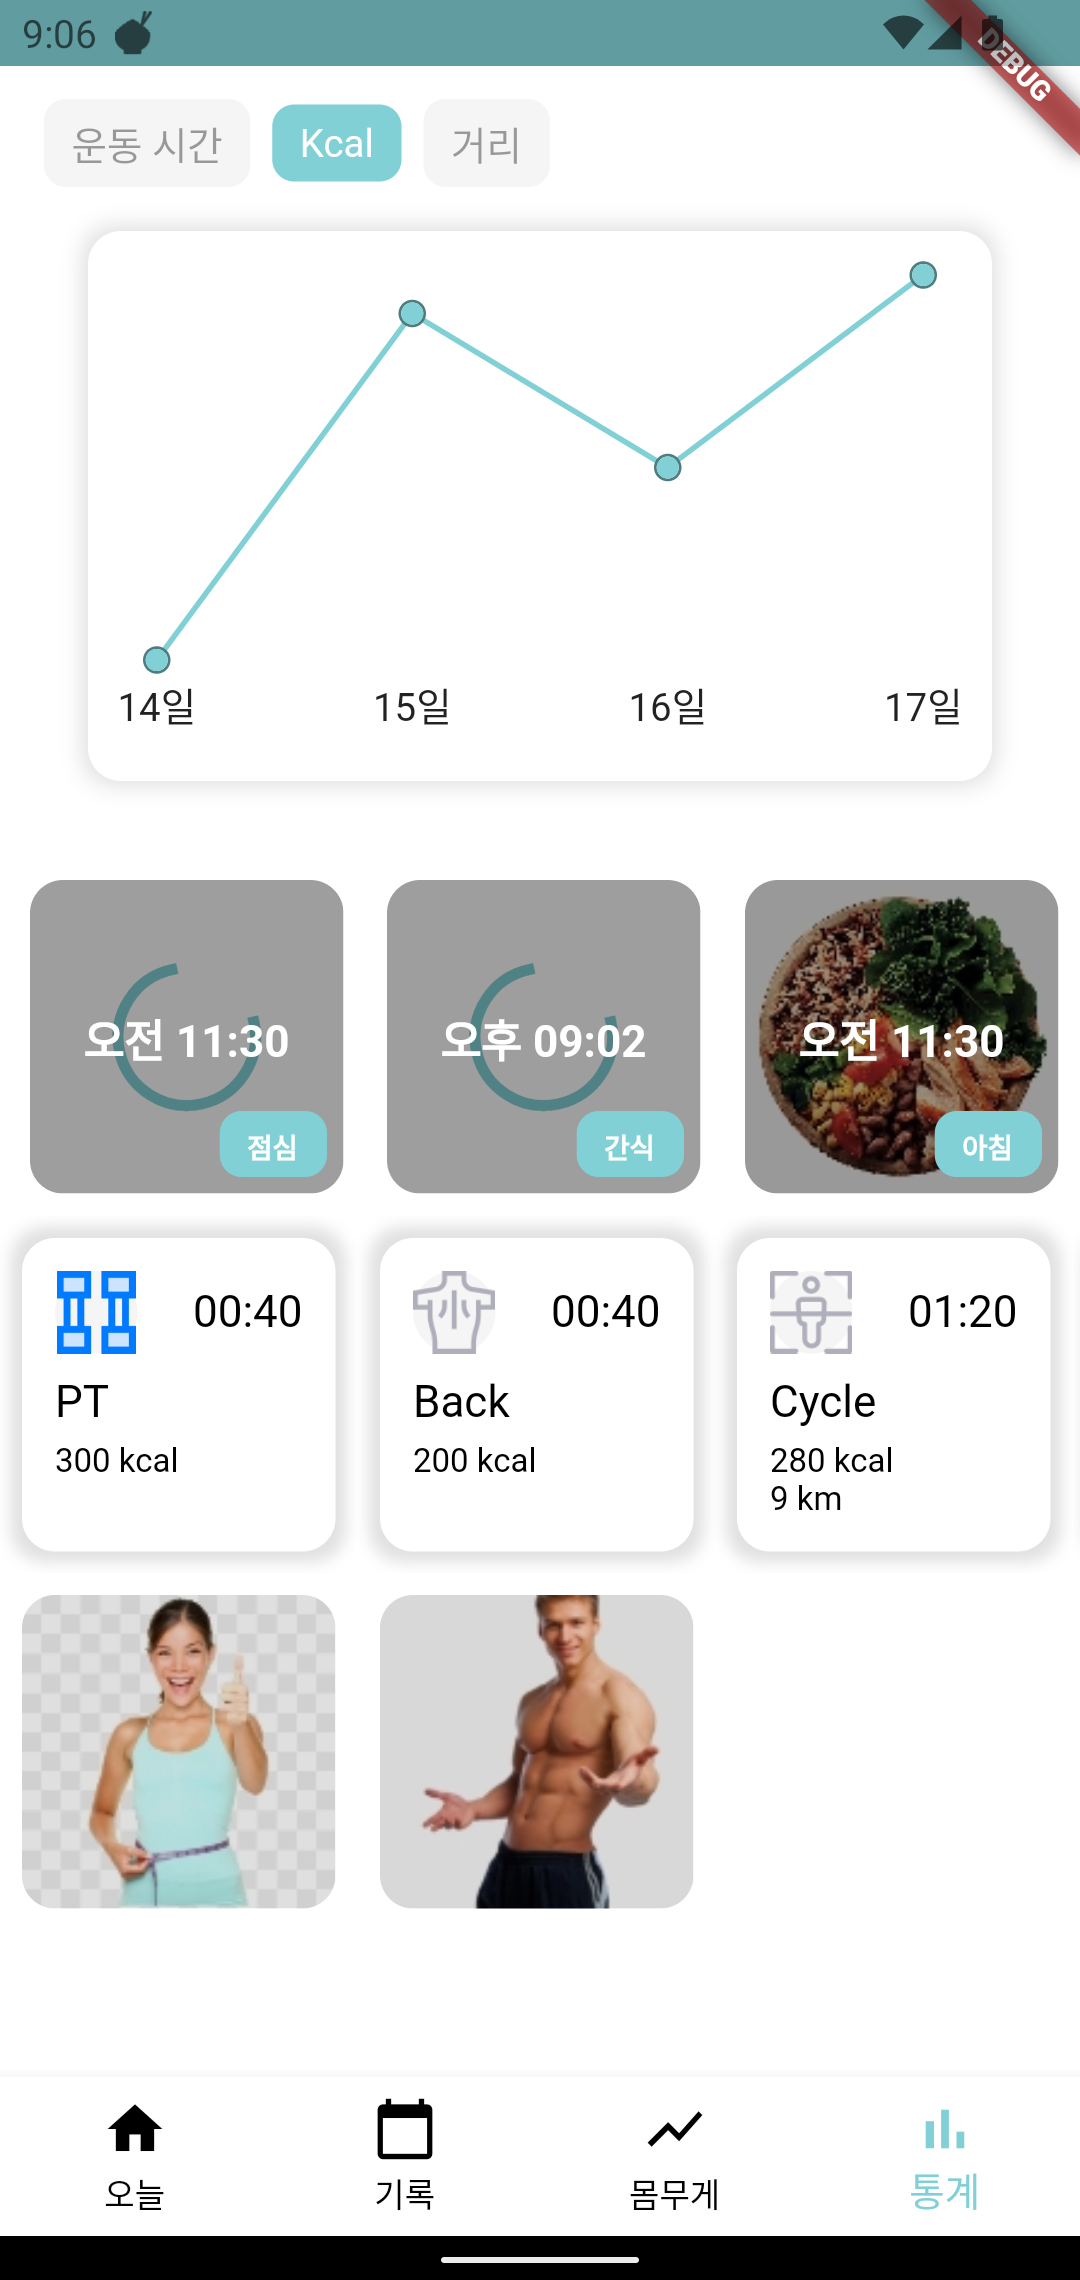 9:06
DEBUG
운동 시간
Kcal
거리
14일
15일
16일
17일
오전 11:30
점심
오후 09:02
간식
오전 11:30
아침
00:40
PT
300 kcal
00:40
Back
200 kcal
01:20
Cycle
280 kcal
9 km
오늘
기록
몸무게
통계